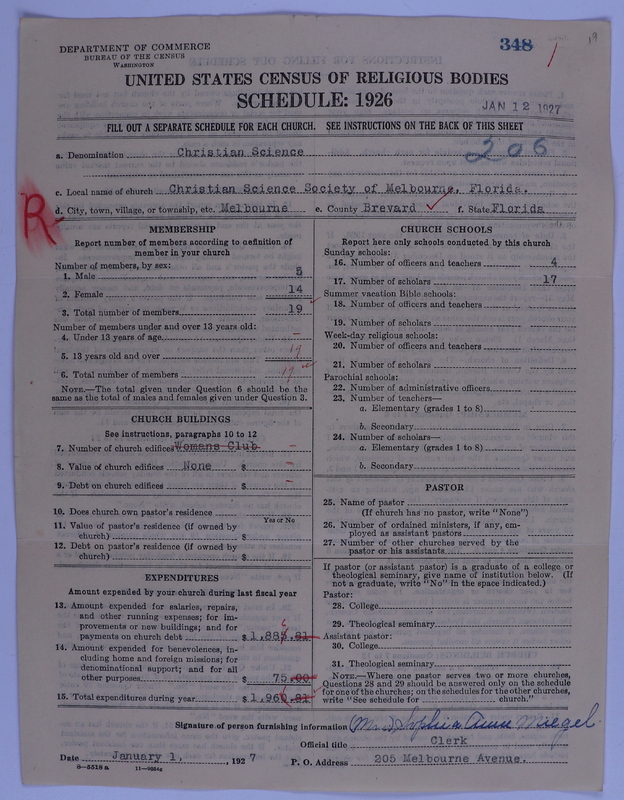 DEPARTMENT OF COMMERCE
BUREAU OF THE CENSUS
WASHINGTON
348
19
UNITED STATES CENSUS OF RELIGIOUS BODIES
SCHEDULE: 1926
JAN 12 1927
FILL OUT A SEPARATE SCHEDULE FOR EACH CHURCH. SEE INSTRUCTIONS ON THE BACK OF THIS SHEET
a. Denomination Christian Science
206
c. Local name of church Christian Science Society of Melbourne, Florida.
R
d. City, town, village, or township, etc. Melbourne e. County Brevard f. State Florida
MEMBERSHIP
Report number of members according to definition of
member in your church
Number of members, by sex:
1. Male 5
2. Female 14
3. Total number of members 19
Number of members under and over 13 years old:
4. Under 13 years of age –
5. 13 years old and over 19
6. Total number of members 19
NOTE.—The total given under Question 6 should be the
same as the total of males and females given under Question 3.
CHURCH BUILDINGS
See instructions, paragraphs 10 to 12
7. Number of church edifices Womans Club –
8. Value of church edifices None $ –
9. Debt on church edifices $ –
10. Does church own pastor's residence
Yes or No
11. Value of pastor's residence (if owned by
church) $
12. Debt on pastor's residence (if owned by
church) $
EXPENDITURES
Amount expended by your church during last fiscal year
13. Amount expended for salaries, repairs,
and other running expenses; for im-
provements or new buildings; and for
6
payments on church debt $ 1,885.81
14. Amount expended for benevolences, in-
cluding home and foreign missions; for
denominational support; and for all
other purposes $ 75.00
15. Total expenditures during year $ 1,960.81
CHURCH SCHOOLS
Report here only schools conducted by this church
Sunday schools:
16. Number of officers and teachers 4
17. Number of scholars 17
Summer vacation Bible schools:
18. Number of officers and teachers
19. Number of scholars
Week-day religious schools:
20. Number of officers and teachers
21. Number of scholars
Parochial schools:
22. Number of administrative officers
23. Number of teachers—
a. Elementary (grades 1 to 8)
b. Secondary
24. Number of scholars—
a. Elementary (grades 1 to 8)
b. Secondary
PASTOR
25. Name of pastor
(If church has no pastor, write "None")
26. Number of ordained ministers, if any, em-
ployed as assistant pastors
27. Number of other churches served by the
pastor or his assistants
If pastor (or assistant pastor) is a graduate of a college or
theological seminary, give name of institution below. (If
not a graduate, write "No" in the space indicated.)
Pastor:
28. College
29. Theological seminary
Assistant pastor:
30. College
31. Theological seminary
NOTE.—Where one pastor serves two or more churches,
Questions 28 and 29 should be answered only on the schedule
for one of the churches; on the schedules for the other churches,
write "See schedule for church."
Signature of person furnishing information Mrs Sophia Ann Miegel.
Official title Clerk
Date January 1, , 1927 P. O. Address 205 Melbourne Avenue.
8—5518a